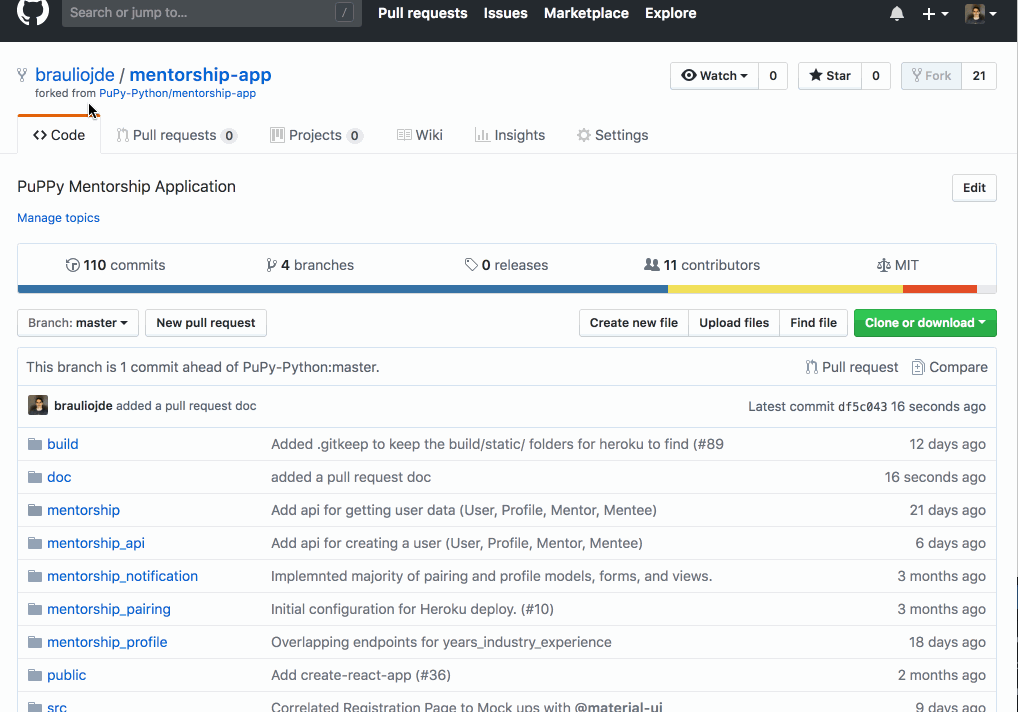 Search or jump to... / Pull requests Issues Marketplace Explore
brauliojde / mentorship-app Watch 0 Star 0 Fork 21
forked from PuPy-Python/mentorship-app
Code Pull requests 0 Projects 0 Wiki Insights Settings
PuPPy Mentorship Application Edit
Manage topics
110 commits 4 branches 0 releases 11 contributors MIT
Branch: master New pull request Create new file Upload files Find file Clone or download
This branch is 1 commit ahead of PuPy-Python:master. Pull request Compare
brauliojde added a pull request doc Latest commit df5c043 16 seconds ago
build Added .gitkeep to keep the build/static/ folders for heroku to find (#89 12 days ago
doc added a pull request doc 16 seconds ago
mentorship Add api for getting user data (User, Profile, Mentor, Mentee) 21 days ago
mentorship_api Add api for creating a user (User, Profile, Mentor, Mentee) 6 days ago
mentorship_notification Implemnted majority of pairing and profile models, forms, and views. 3 months ago
mentorship_pairing Initial configuration for Heroku deploy. (#10) 3 months ago
mentorship_profile Overlapping endpoints for years_industry_experience 18 days ago
public Add create-react-app (#36) 2 months ago
src Correlated Registration Page to Mock ups with @material-ui 9 days ago